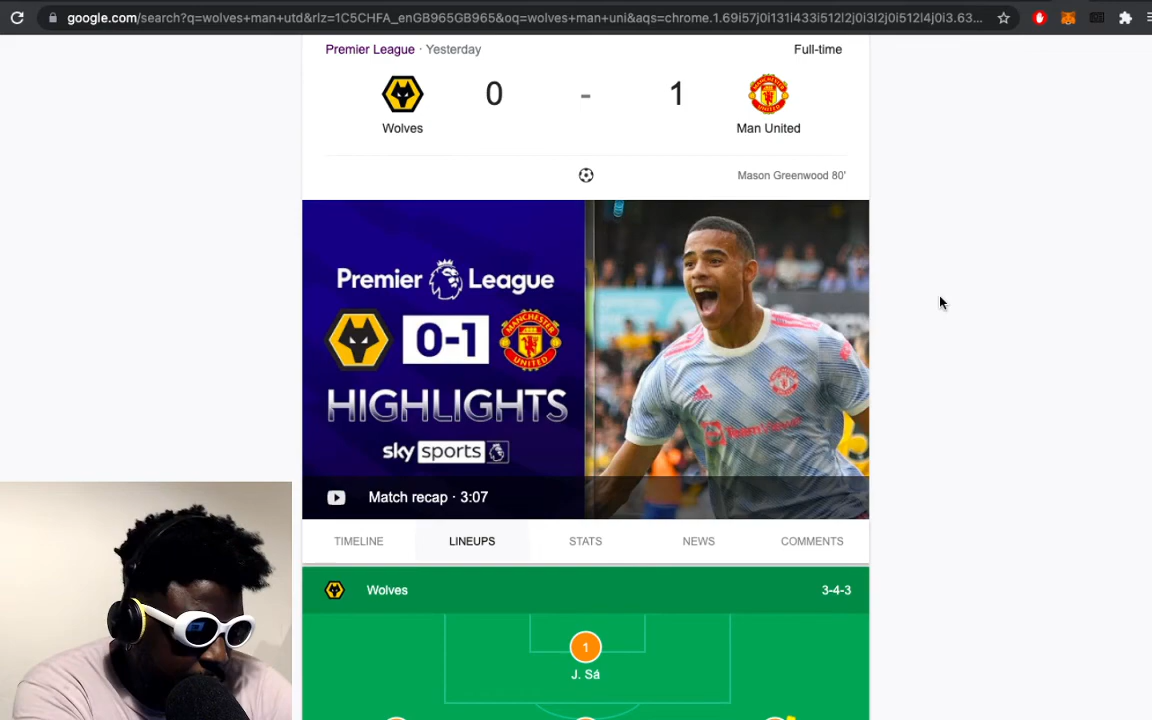 google.com/search?q=wolves+man+utd&rlz=1C5CHFA_enGB965GB965&oq=wolves+man+uni&aqs=chrome.1.69i57j0i131i433i512l2j0i3l2j0i512l4j0i3.63...
Premier League · Yesterday Full-time
0 - 1
Wolves Man United
Mason Greenwood 80'
Premier League
0-1
HIGHLIGHTS
sky sports
Match recap · 3:07
TIMELINE LINEUPS STATS NEWS COMMENTS
Wolves 3-4-3
1
J. Sá